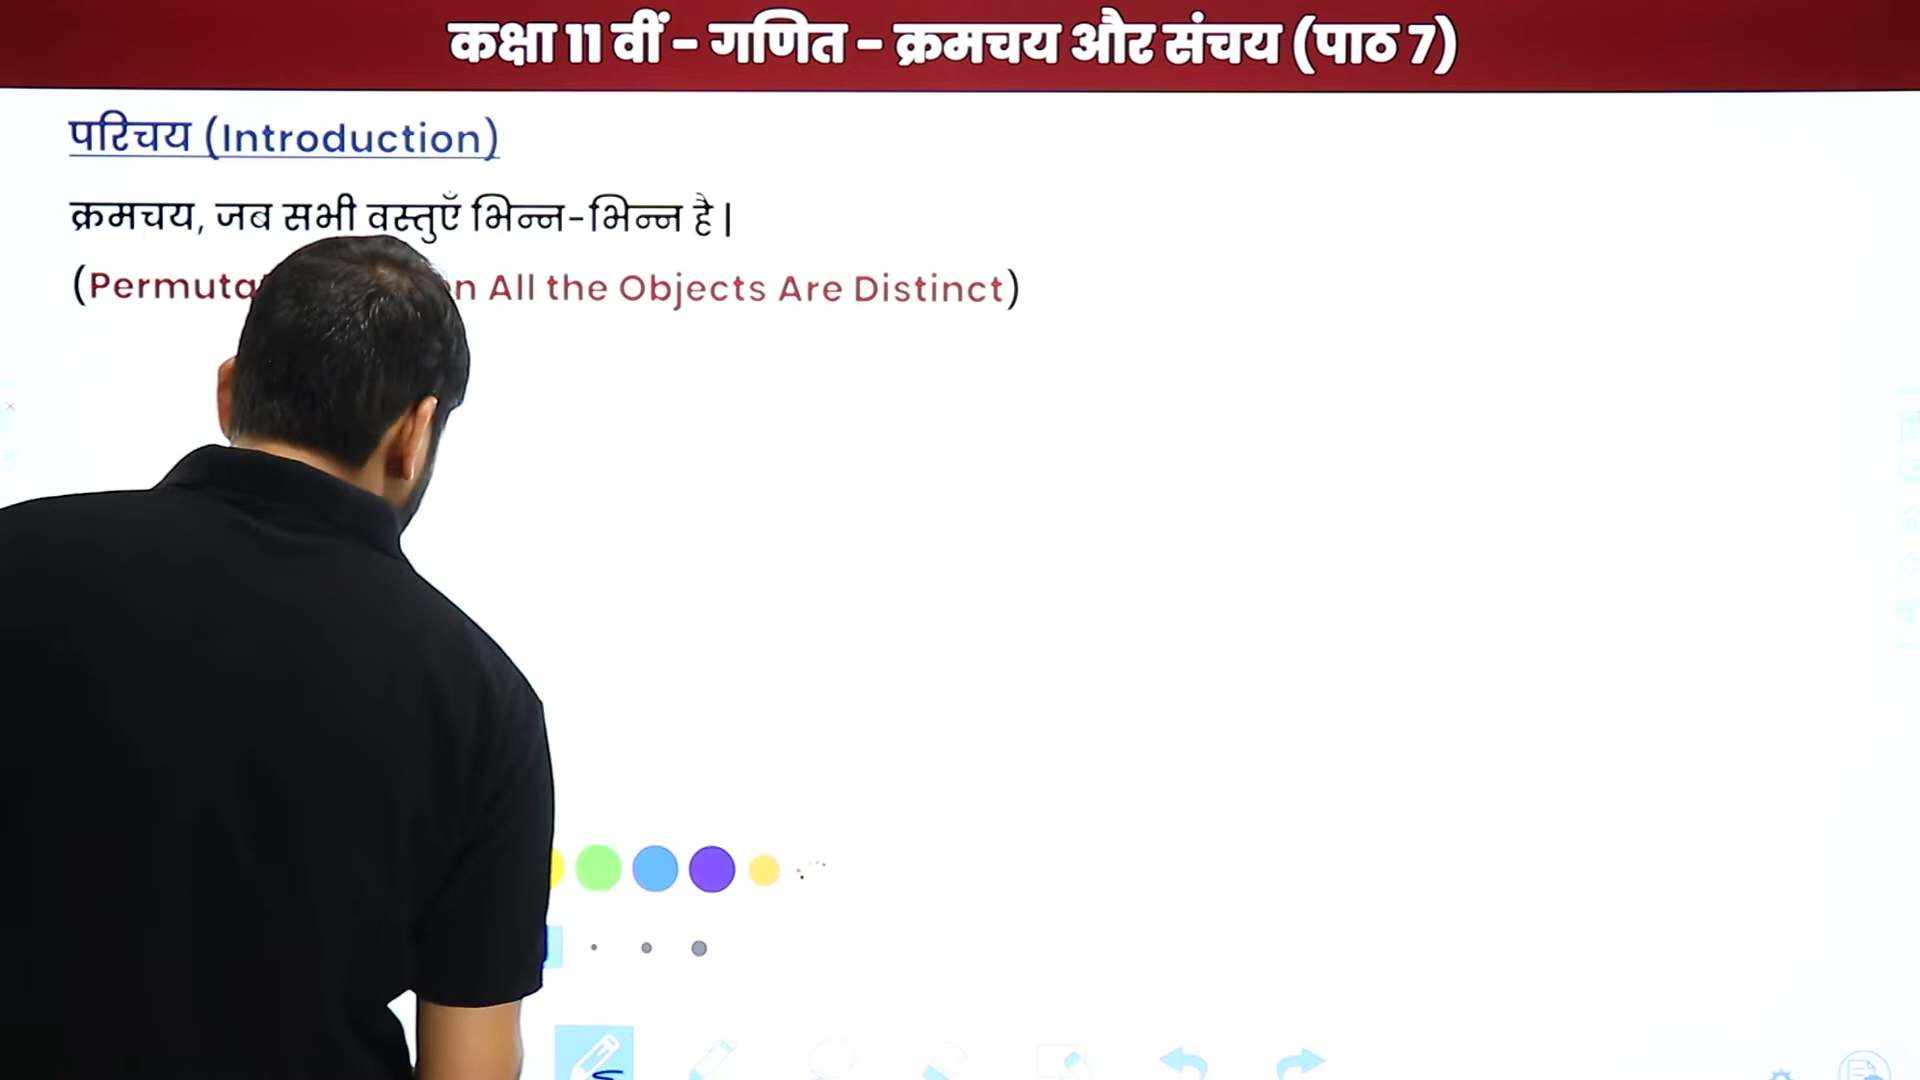 कक्षा 11 वीं - गणित - क्रमचय और संचय (पाठ 7)
परिचय (Introduction)
क्रमचय, जब सभी वस्तुएँ भिन्न-भिन्न है |
( All the Objects Are Distinct)